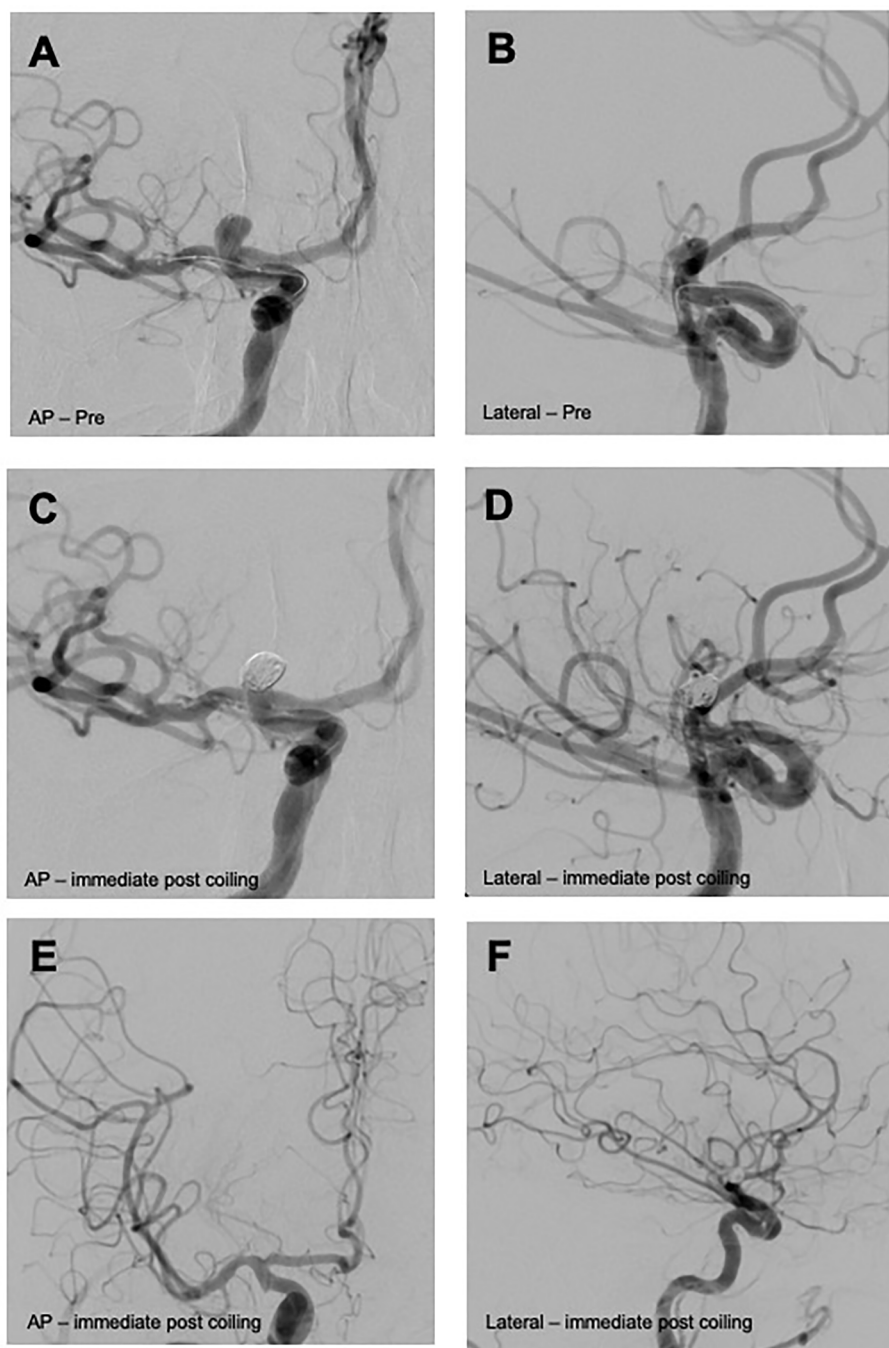 A
B
AP – Pre
Lateral – Pre
C
D
AP – immediate post coiling
Lateral – immediate post coiling
E
F
AP – immediate post coiling
Lateral – immediate post coiling